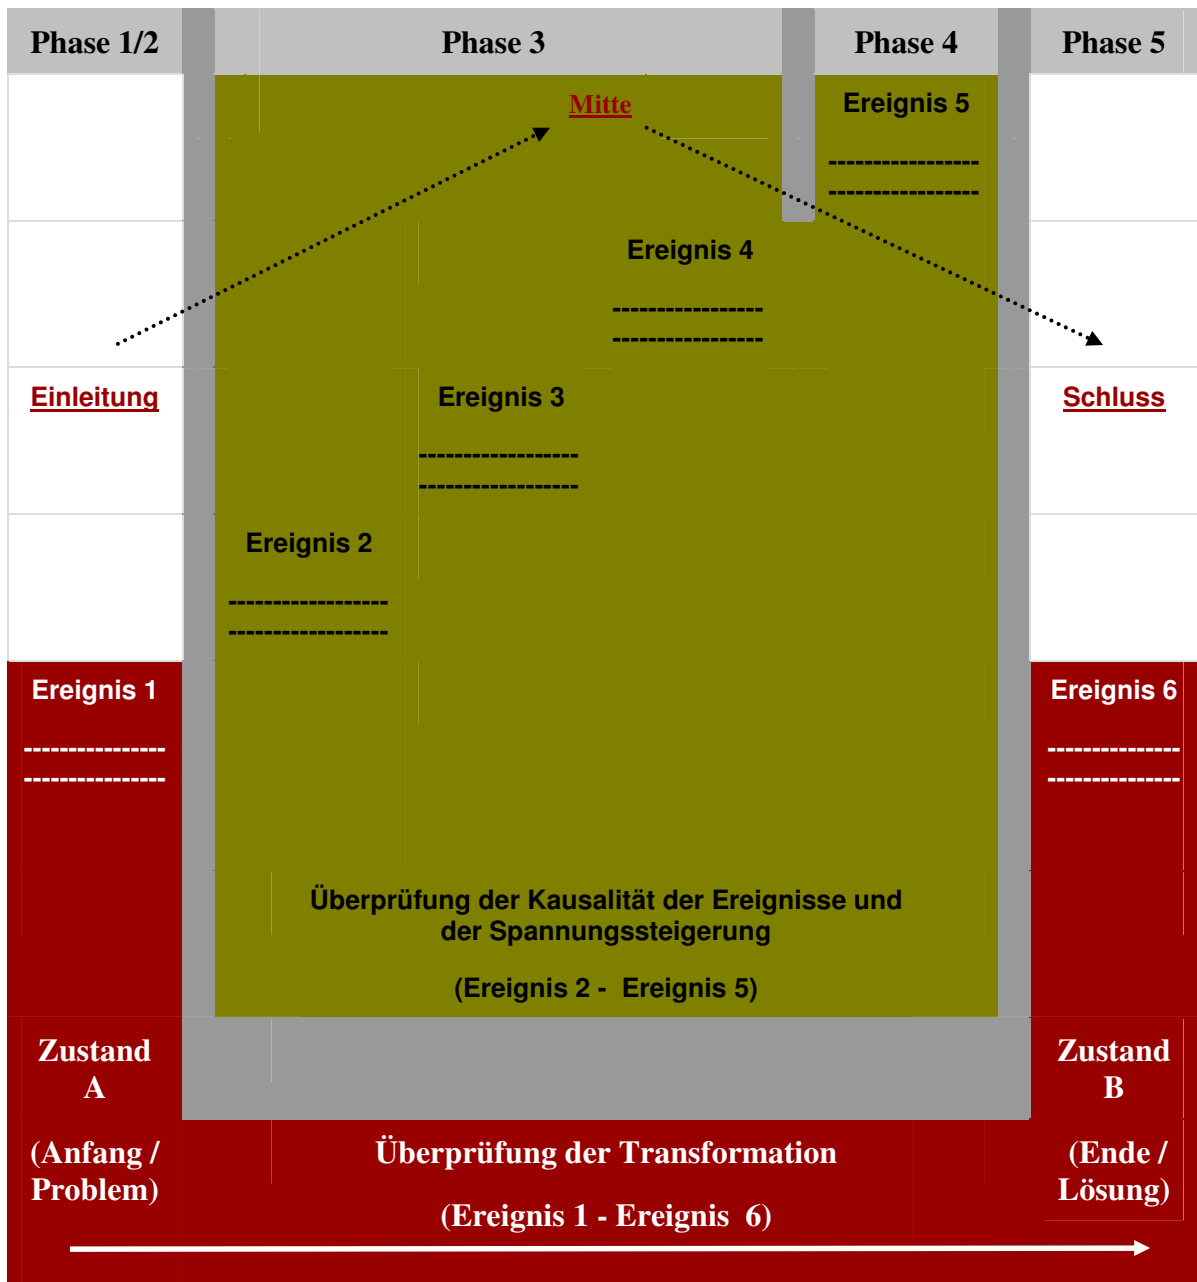 Phase 1/2
Phase 3
Phase 4
Phase 5
Mitte
Ereignis 5
-----------------
-----------------
Ereignis 4
-----------------
-----------------
Einleitung
Ereignis 3
Schluss
------------------
------------------
Ereignis 2
------------------
------------------
Ereignis 1
Ereignis 6
----------------
----------------
---------------
---------------
Überprüfung der Kausalität der Ereignisse und
der Spannungssteigerung
(Ereignis 2 - Ereignis 5)
Zustand
A
Zustand
B
(Anfang /
Problem)
Überprüfung der Transformation
(Ereignis 1 - Ereignis 6)
(Ende /
Lösung)